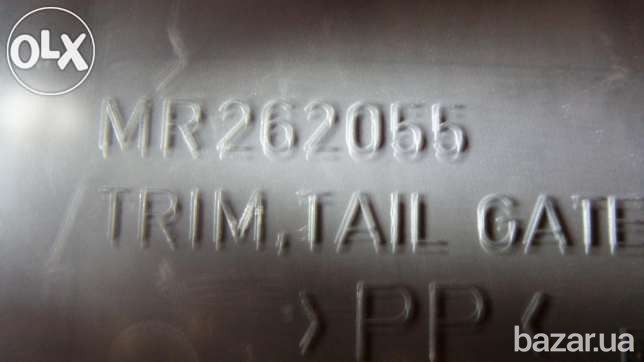 OLX
MR262055
TRIM,TAIL GATE
>PP<
bazar.ua